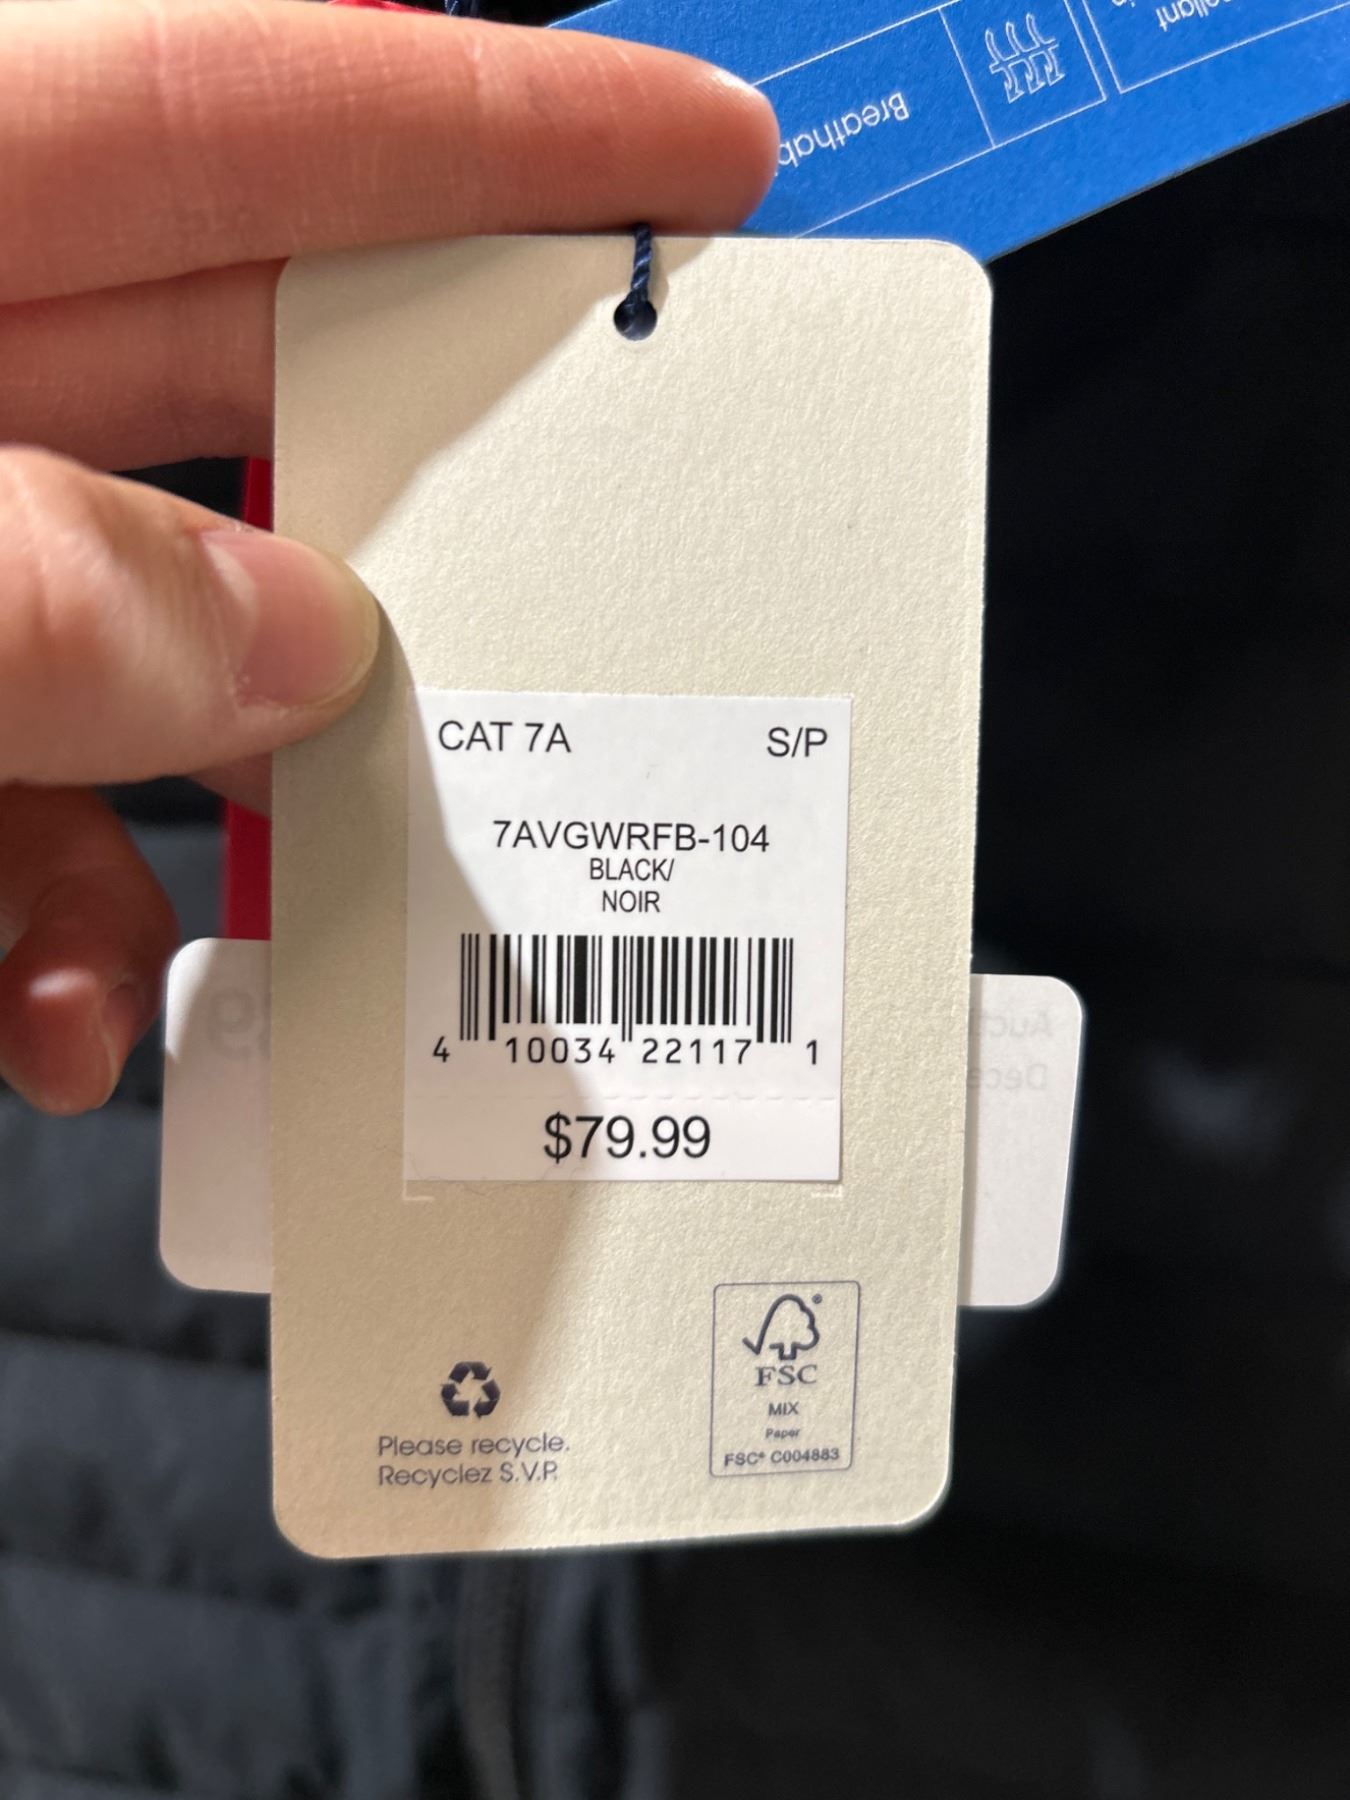 Breathab
CAT 7A S/P
7AVGWRFB-104
BLACK/
NOIR
4 10034 22117 1
$79.99
FSC
MIX
Paper
FSC® C004883
Please recycle.
Recyclez S.V.P.